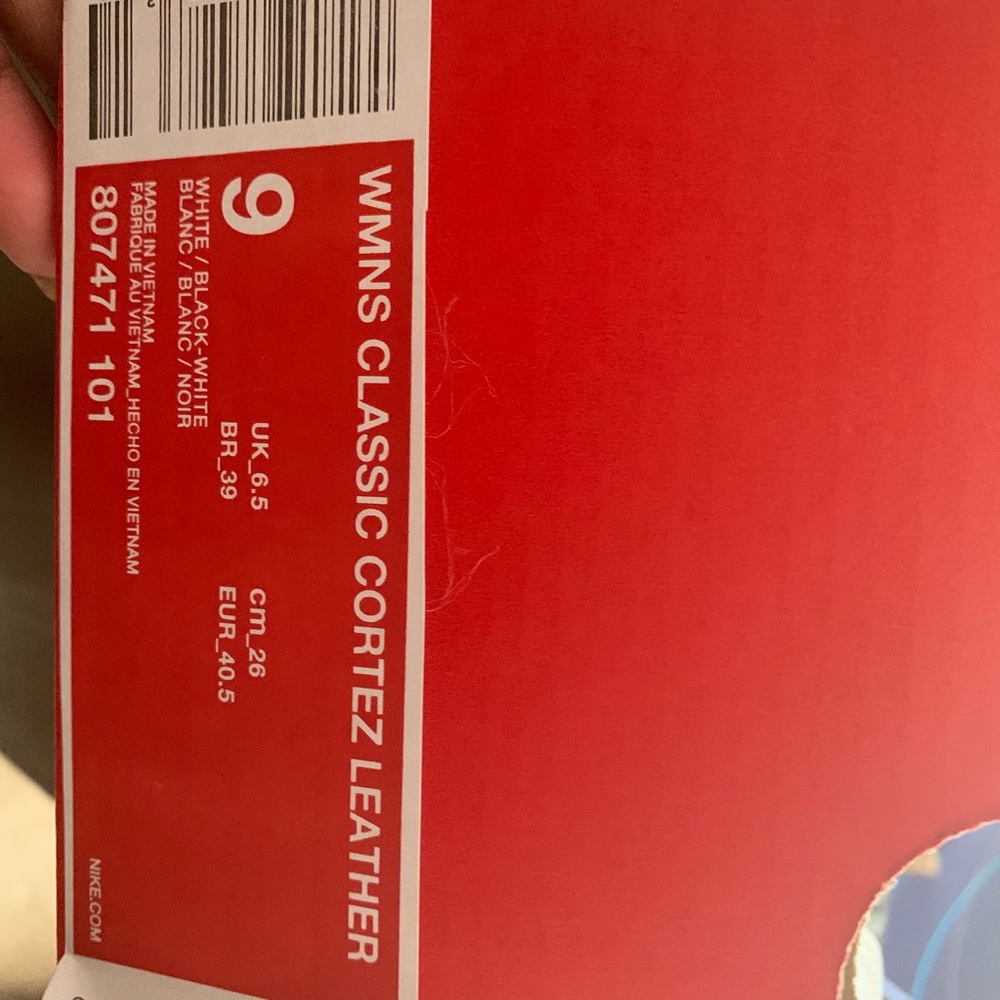 WMNS CLASSIC CORTEZ LEATHER
9
UK_6.5 cm_26
BR_39 EUR_40.5
WHITE / BLACK-WHITE
BLANC / BLANC / NOIR
MADE IN VIETNAM
FABRIQUE AU VIETNAM_HECHO EN VIETNAM
807471 101
NIKE.COM